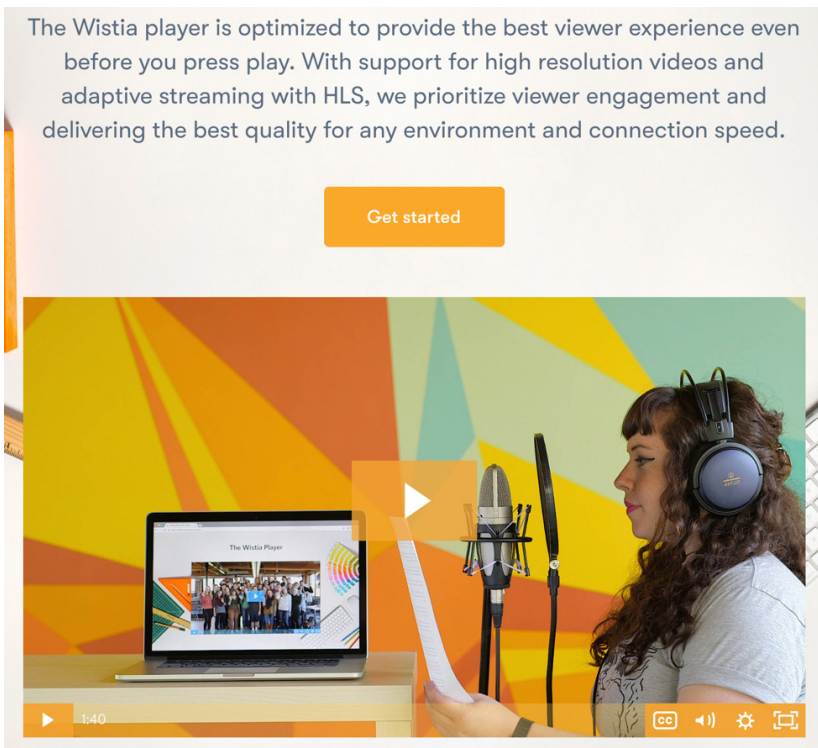 The Wistia player is optimized to provide the best viewer experience even
before you press play. With support for high resolution videos and
adaptive streaming with HLS, we prioritize viewer engagement and
delivering the best quality for any environment and connection speed.
Get started
The Wistia Player
1:40
CC